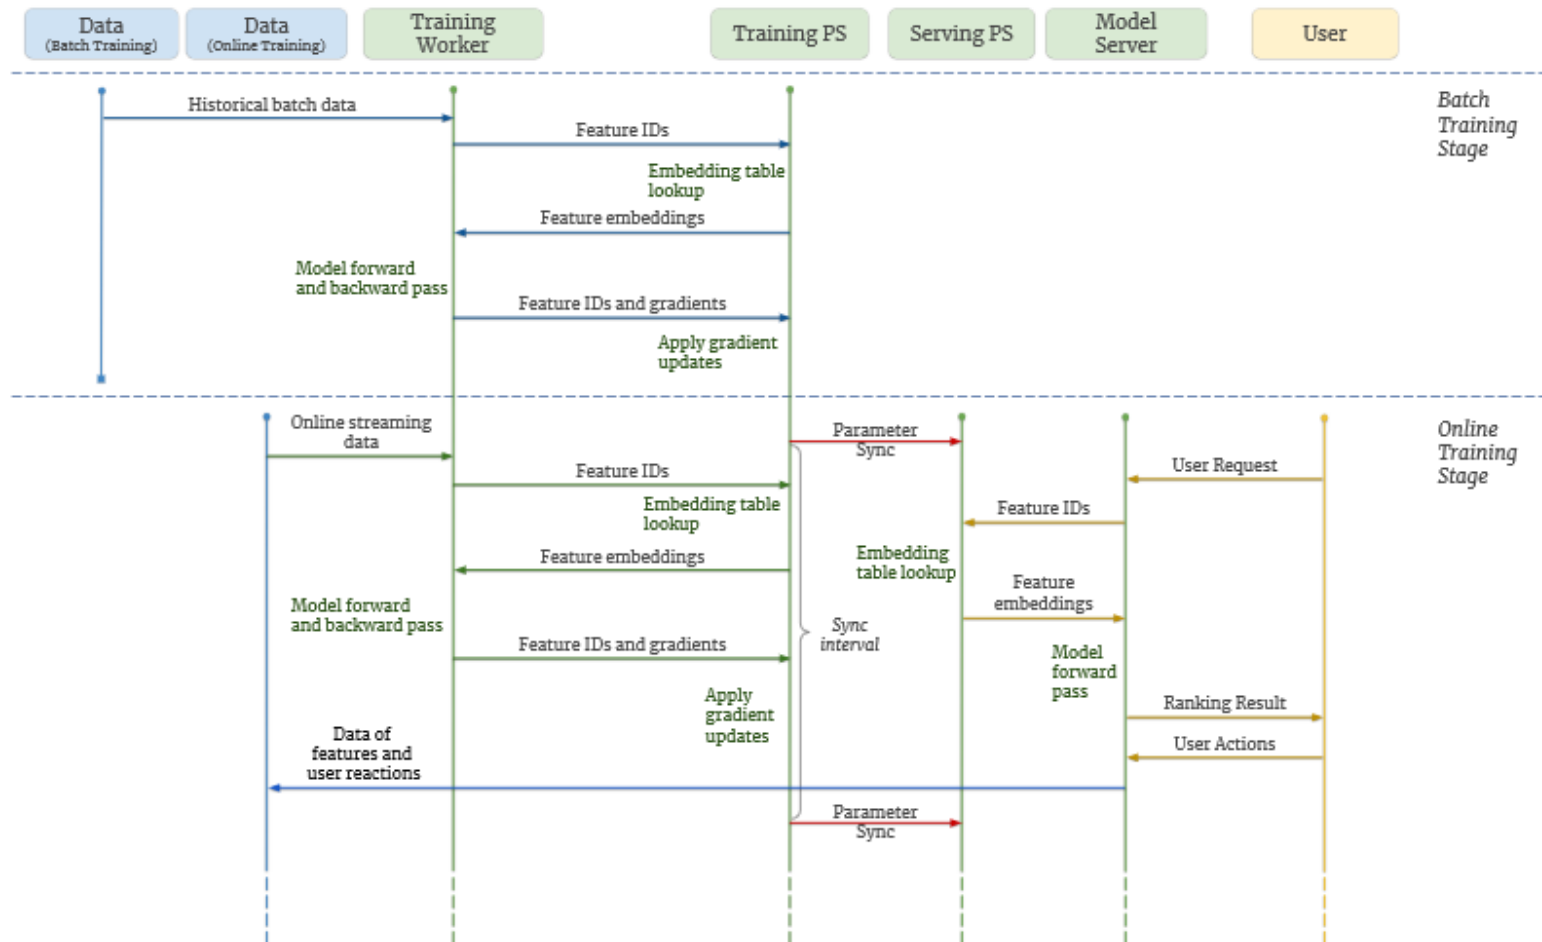 Data
(Batch Training)
Data
(Online Training)
Training
Worker
Training PS
Serving PS
Model
Server
User
Batch
Training
Stage
Historical batch data
Feature IDs
Embedding table
lookup
Feature embeddings
Model forward
and backward pass
Feature IDs and gradients
Apply gradient
updates
Online
Training
Stage
Online streaming
data
Parameter
Sync
User Request
Feature IDs
Embedding table
lookup
Feature IDs
Feature embeddings
Embedding
table lookup
Feature
embeddings
Model forward
and backward pass
Sync
interval
Feature IDs and gradients
Model
forward
pass
Apply
gradient
updates
Ranking Result
User Actions
Data of
features and
user reactions
Parameter
Sync